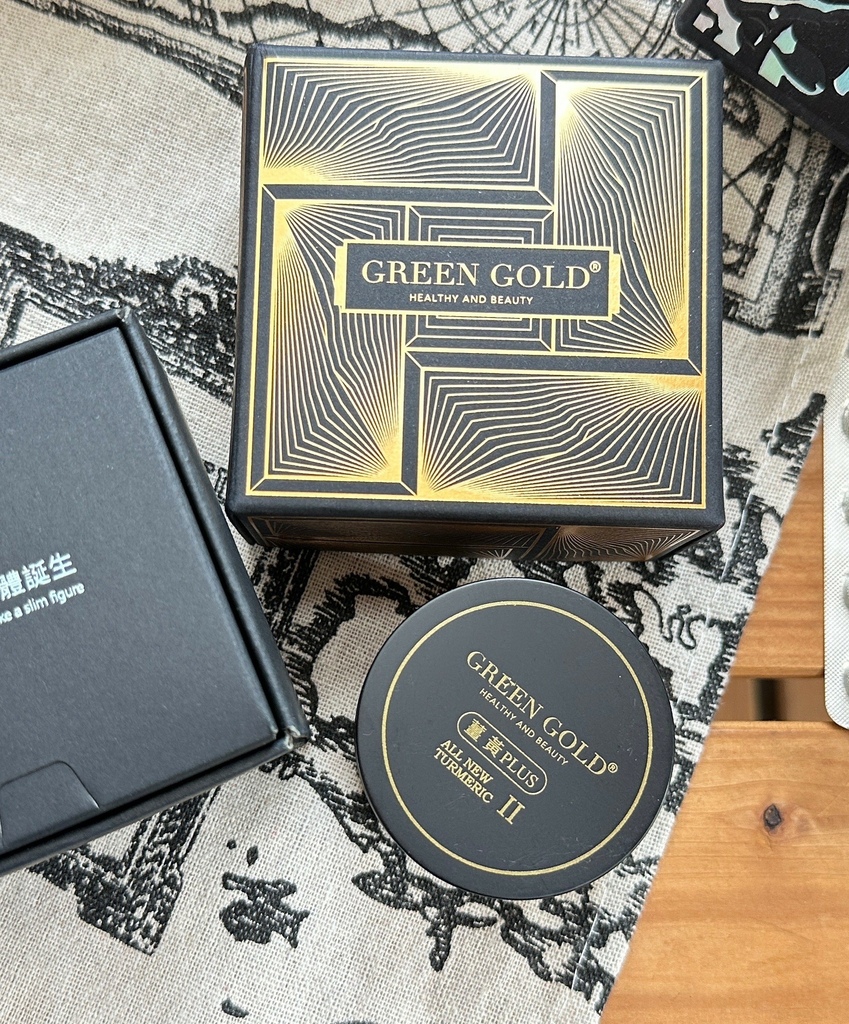 GREEN GOLD®
HEALTHY AND BEAUTY
體誕生
a slim figure
GREEN GOLD®
HEALTHY AND BEAUTY
薑黃PLUS
ALL NEW
TURMERIC II